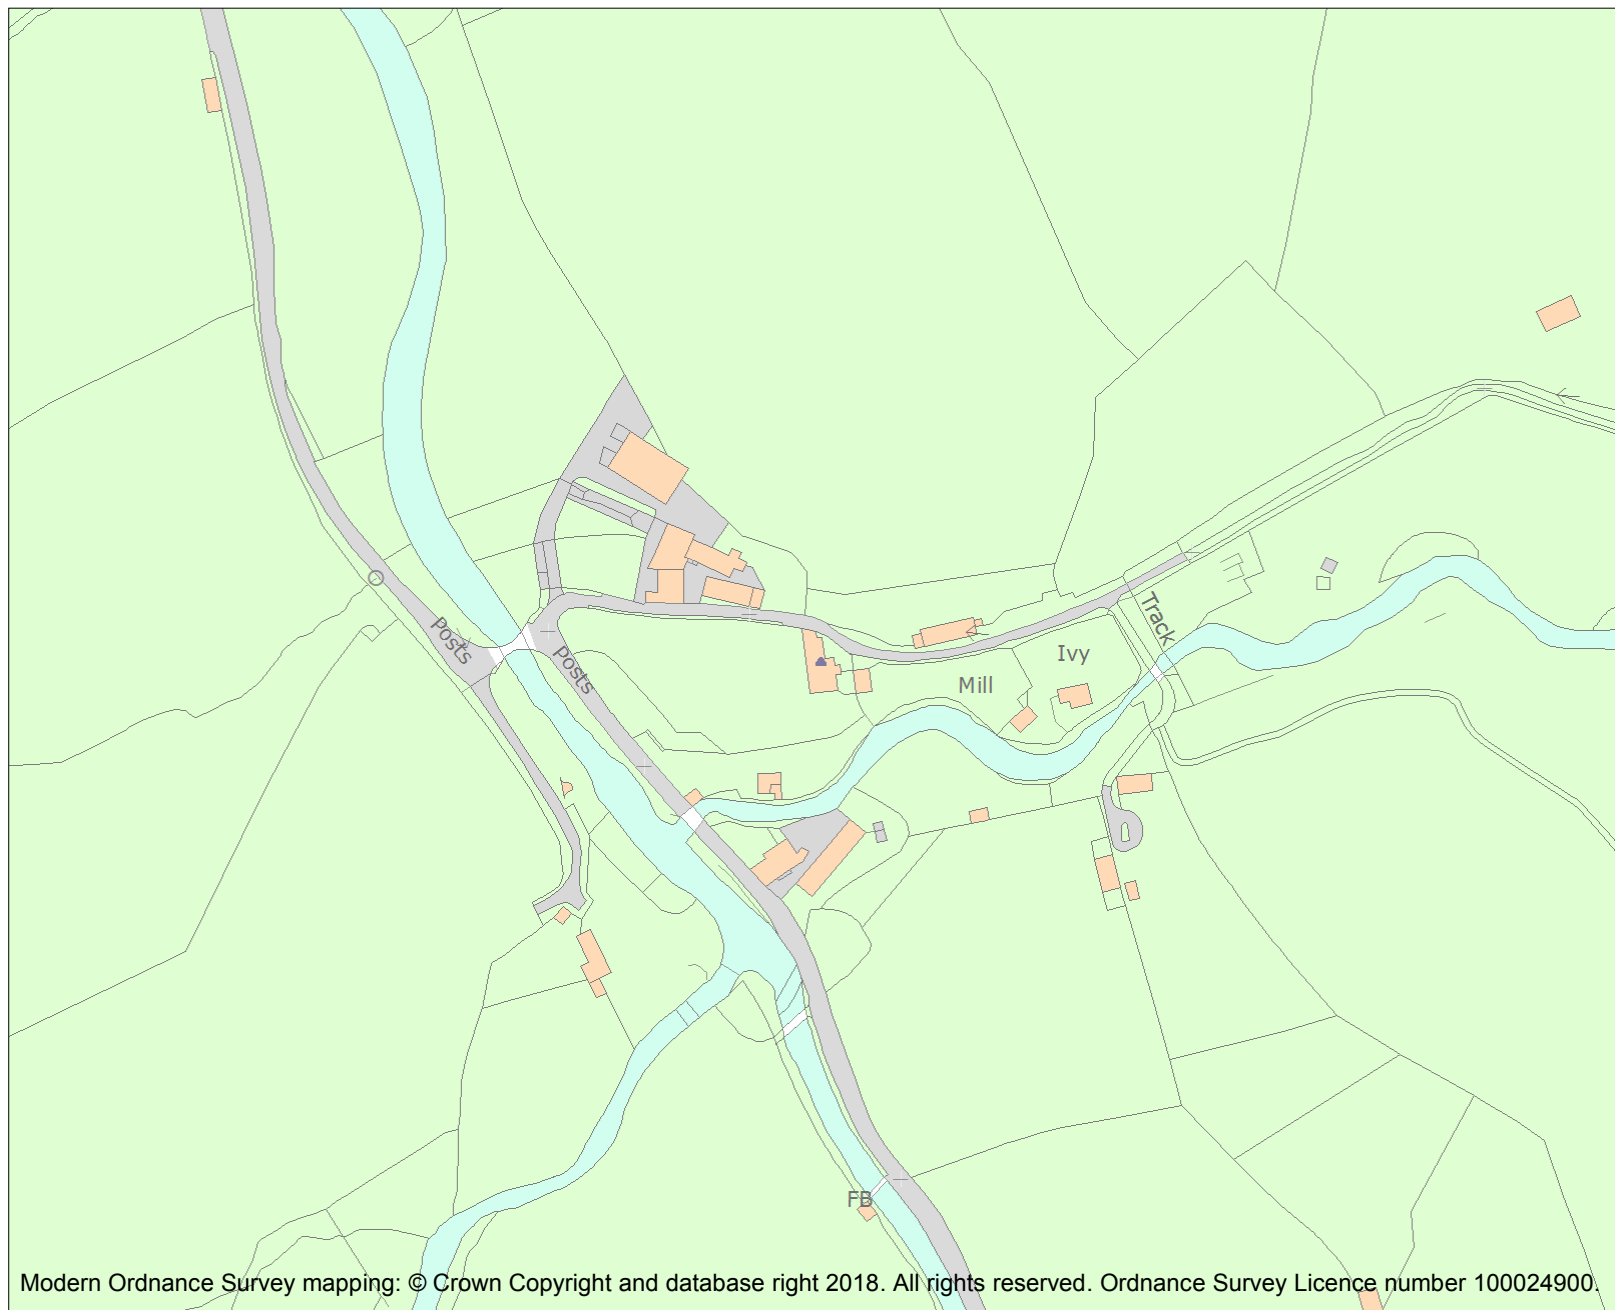 Posts
Posts
Track
Ivy
Mill
FB
Modern Ordnance Survey mapping: © Crown Copyright and database right 2018. All rights reserved. Ordnance Survey Licence number 100024900.